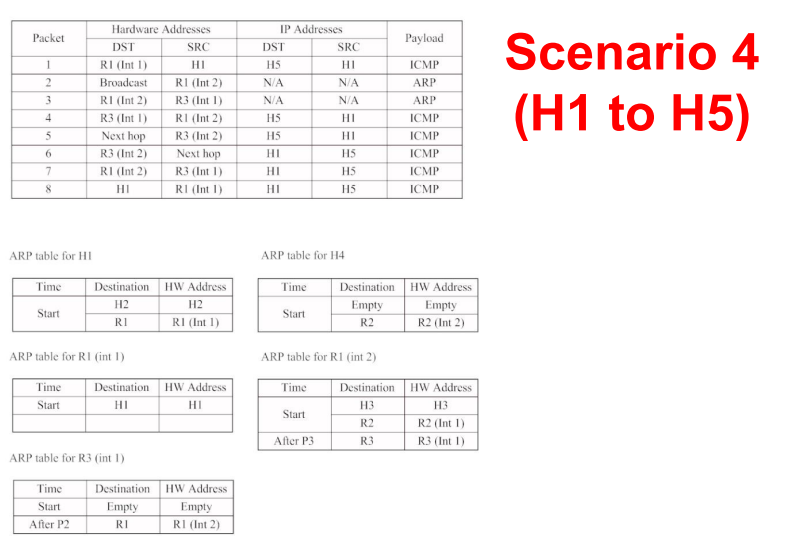 Scenario 4
(H1 to H5)
Packet Hardware Addresses IP Addresses Payload
DST SRC DST SRC
1 R1 (Int 1) H1 H5 H1 ICMP
2 Broadcast R1 (Int 2) N/A N/A ARP
3 R1 (Int 2) R3 (Int 1) N/A N/A ARP
4 R3 (Int 1) R1 (Int 2) H5 H1 ICMP
5 Next hop R3 (Int 2) H5 H1 ICMP
6 R3 (Int 2) Next hop H1 H5 ICMP
7 R1 (Int 2) R3 (Int 1) H1 H5 ICMP
8 H1 R1 (Int 1) H1 H5 ICMP
ARP table for H1
Time Destination HW Address
Start H2 H2
R1 R1 (Int 1)
ARP table for H4
Time Destination HW Address
Start Empty Empty
R2 R2 (Int 2)
ARP table for R1 (int 1)
Time Destination HW Address
Start H1 H1
ARP table for R1 (int 2)
Time Destination HW Address
Start H3 H3
R2 R2 (Int 1)
After P3 R3 R3 (Int 1)
ARP table for R3 (int 1)
Time Destination HW Address
Start Empty Empty
After P2 R1 R1 (Int 2)